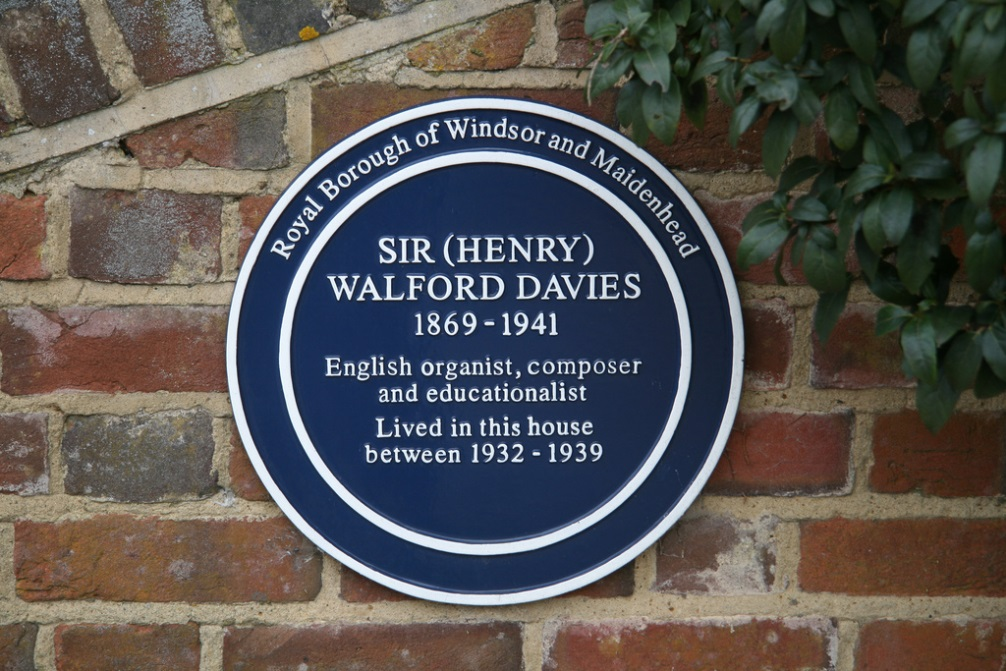 Royal Borough of Windsor and Maidenhead
SIR (HENRY)
WALFORD DAVIES
1869 - 1941
English organist, composer
and educationalist
Lived in this house
between 1932 - 1939